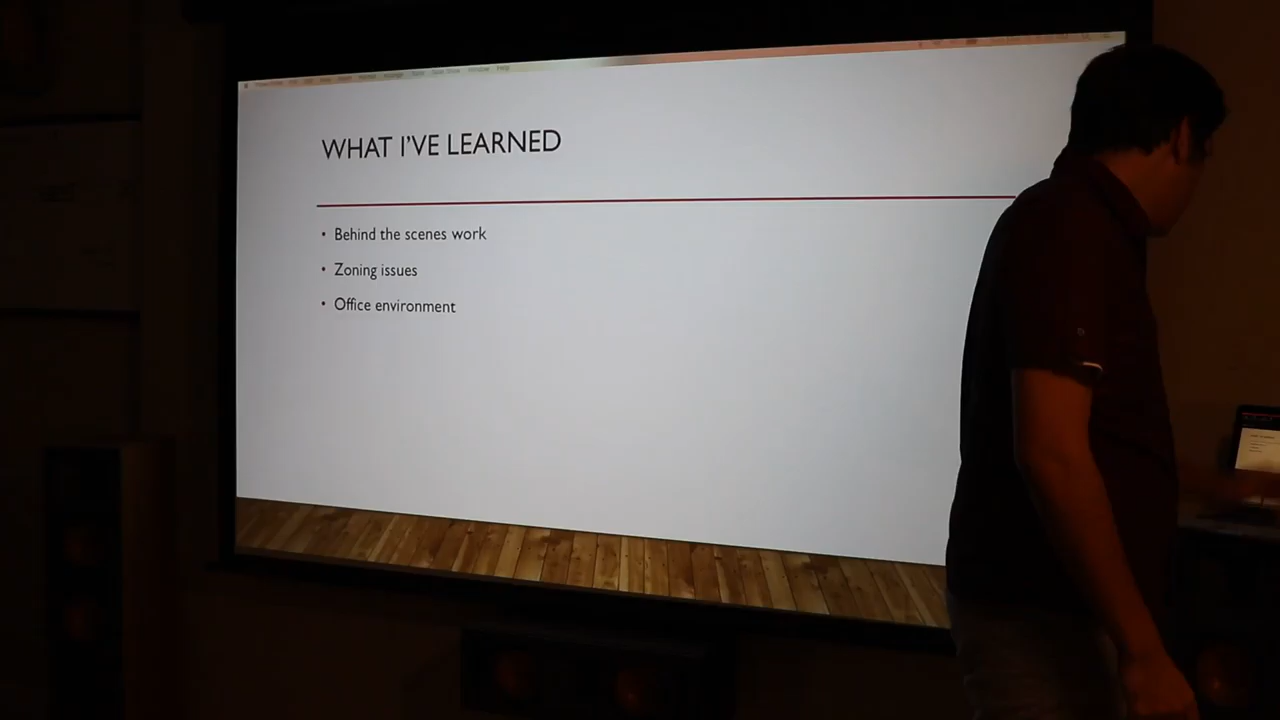 WHAT I'VE LEARNED
• Behind the scenes work
• Zoning issues
• Office environment